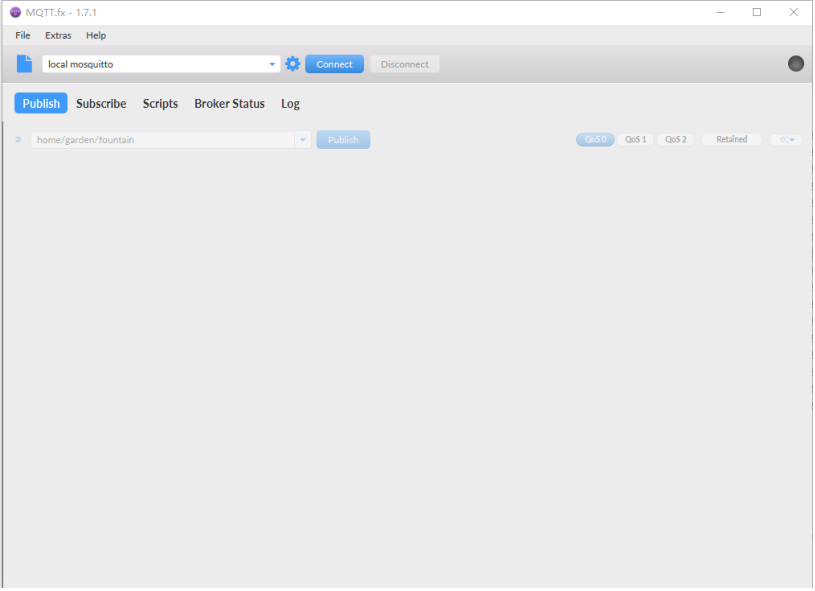 MQTT.fx - 1.7.1
File Extras Help
local mosquitto Connect Disconnect
Publish Subscribe Scripts Broker Status Log
home/garden/fountain Publish QoS 0 QoS 1 QoS 2 Retained